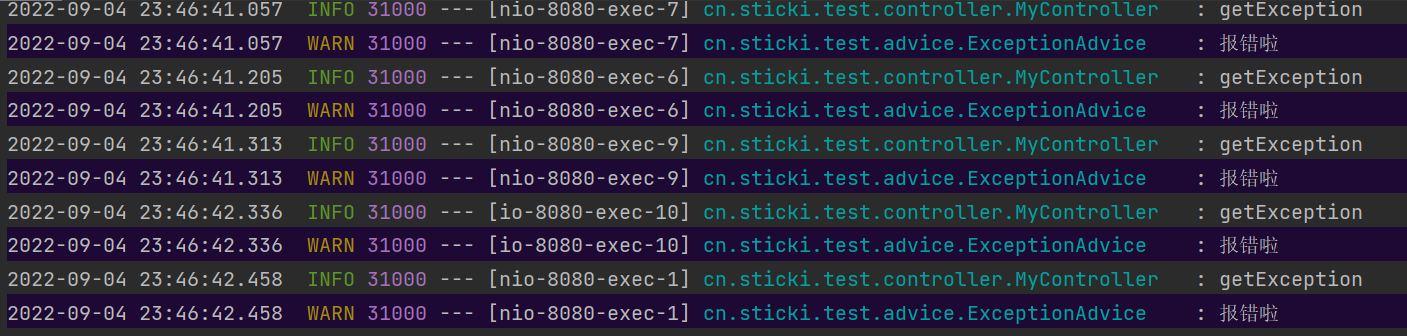 2022-09-04 23:46:41.057  INFO 31000 --- [nio-8080-exec-7] cn.sticki.test.controller.MyController   : getException
2022-09-04 23:46:41.057  WARN 31000 --- [nio-8080-exec-7] cn.sticki.test.advice.ExceptionAdvice    : 报错啦
2022-09-04 23:46:41.205  INFO 31000 --- [nio-8080-exec-6] cn.sticki.test.controller.MyController   : getException
2022-09-04 23:46:41.205  WARN 31000 --- [nio-8080-exec-6] cn.sticki.test.advice.ExceptionAdvice    : 报错啦
2022-09-04 23:46:41.313  INFO 31000 --- [nio-8080-exec-9] cn.sticki.test.controller.MyController   : getException
2022-09-04 23:46:41.313  WARN 31000 --- [nio-8080-exec-9] cn.sticki.test.advice.ExceptionAdvice    : 报错啦
2022-09-04 23:46:42.336  INFO 31000 --- [io-8080-exec-10] cn.sticki.test.controller.MyController   : getException
2022-09-04 23:46:42.336  WARN 31000 --- [io-8080-exec-10] cn.sticki.test.advice.ExceptionAdvice    : 报错啦
2022-09-04 23:46:42.458  INFO 31000 --- [nio-8080-exec-1] cn.sticki.test.controller.MyController   : getException
2022-09-04 23:46:42.458  WARN 31000 --- [nio-8080-exec-1] cn.sticki.test.advice.ExceptionAdvice    : 报错啦